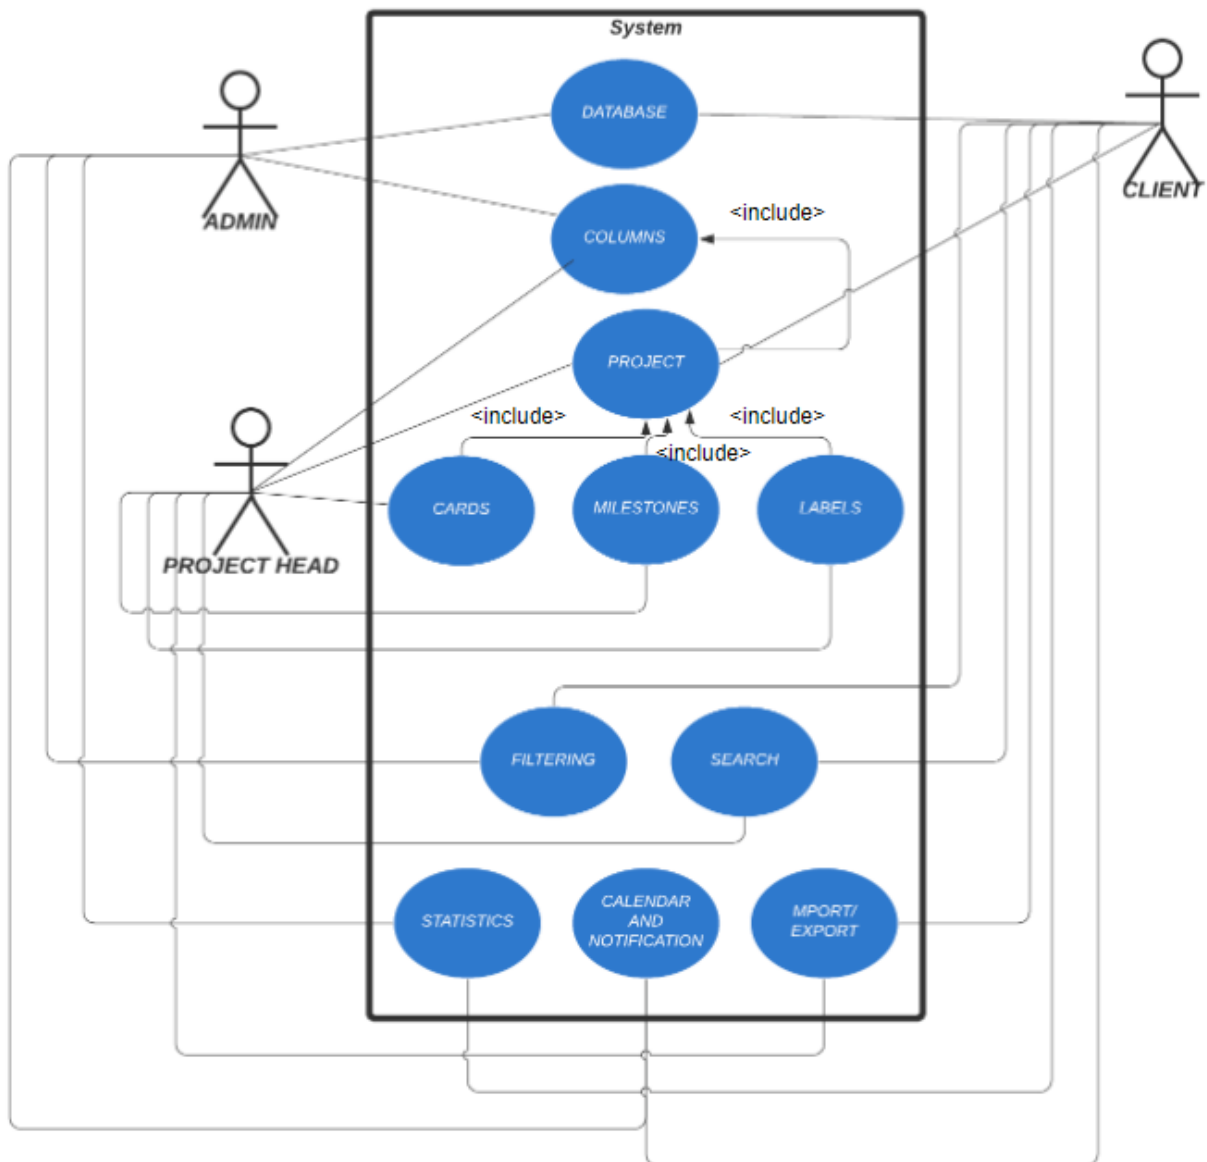 System
DATABASE
ADMIN
CLIENT
COLUMNS
<include>
PROJECT
<include>
<include>
<include>
CARDS
MILESTONES
LABELS
PROJECT HEAD
FILTERING
SEARCH
STATISTICS
CALENDAR
AND
NOTIFICATION
MPORT/
EXPORT